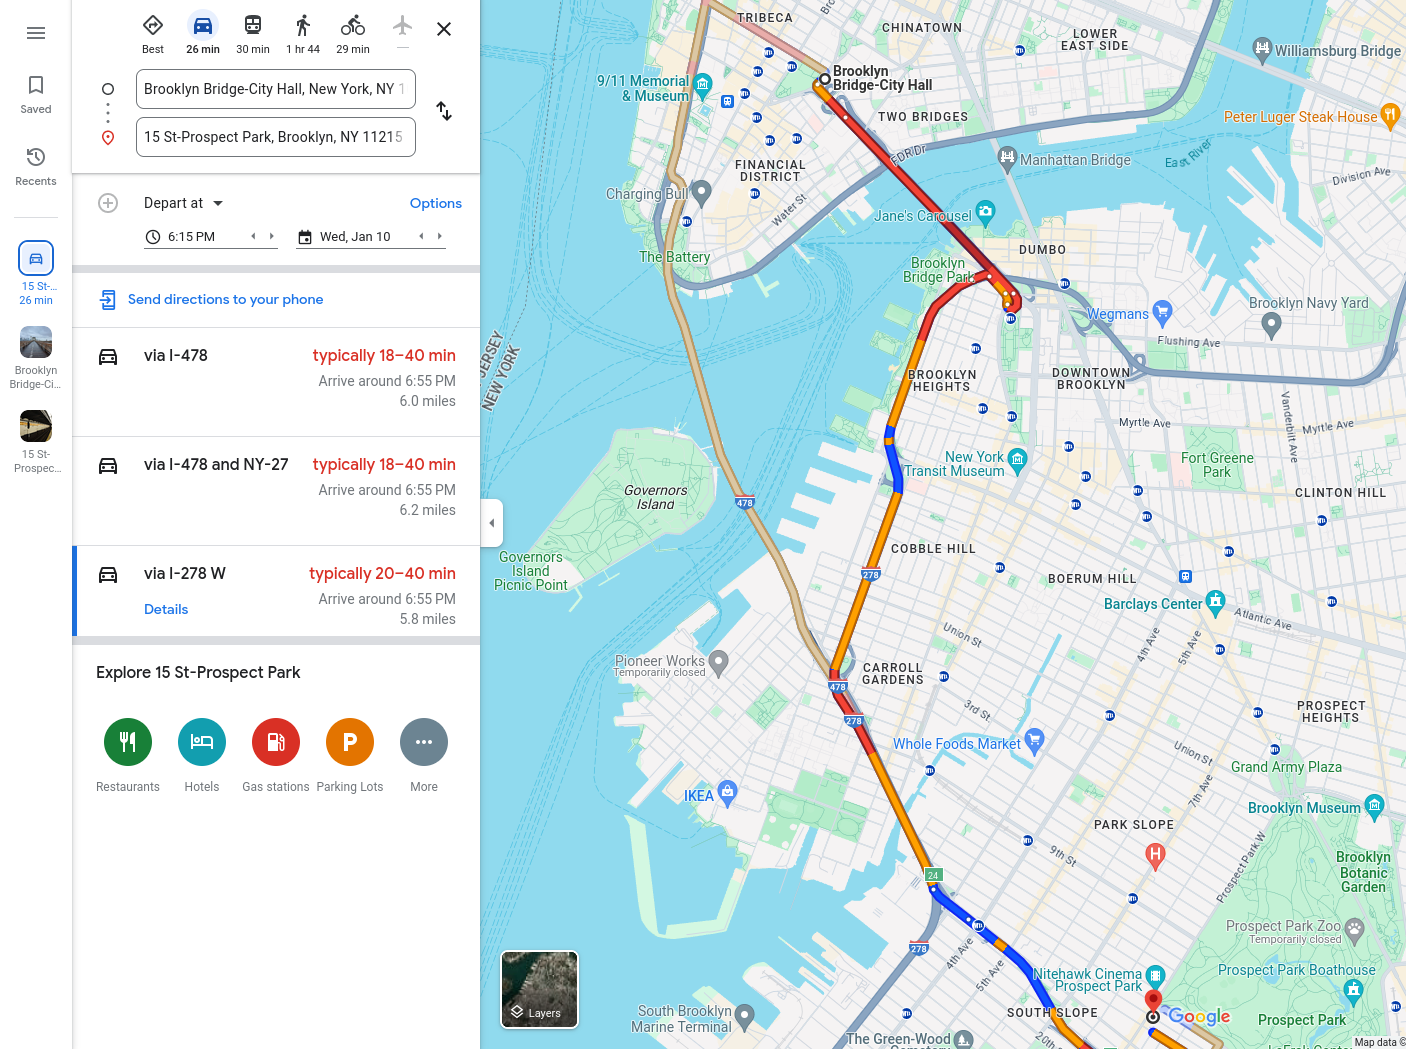 Best
26 min
30 min
1 hr 44
29 min
Saved
Recents
15 St-...
26 min
Brooklyn
Bridge-Ci...
15 St-
Prospec...
Brooklyn Bridge-City Hall, New York, NY 1
15 St-Prospect Park, Brooklyn, NY 11215
Depart at
Options
6:15 PM
Wed, Jan 10
Send directions to your phone
via I-478
typically 18–40 min
Arrive around 6:55 PM
6.0 miles
via I-478 and NY-27
typically 18–40 min
Arrive around 6:55 PM
6.2 miles
via I-278 W
typically 20–40 min
Details
Arrive around 6:55 PM
5.8 miles
Explore 15 St-Prospect Park
Restaurants
Hotels
Gas stations
P
Parking Lots
More
TRIBECA
CHINATOWN
LOWER
EAST SIDE
Williamsburg Bridge
9/11 Memorial
& Museum
Brooklyn
Bridge-City Hall
TWO BRIDGES
Peter Luger Steak House
FDR Dr
Manhattan Bridge
East River
FINANCIAL
DISTRICT
Division Ave
Charging Bull
Water St
Jane's Carousel
The Battery
DUMBO
Brooklyn
Bridge Park
Brooklyn Navy Yard
Wegmans
Flushing Ave
JERSEY
NEW YORK
BROOKLYN
HEIGHTS
DOWNTOWN
BROOKLYN
Myrtle Ave
Vanderbilt Ave
Myrtle Ave
New York
Transit Museum
Fort Greene
Park
CLINTON HILL
Governors
Island
478
Governors
Island
Picnic Point
COBBLE HILL
278
BOERUM HILL
Barclays Center
Atlantic Ave
Union St
4th Ave
5th Ave
Pioneer Works
Temporarily closed
CARROLL
GARDENS
478
278
3rd St
PROSPECT
HEIGHTS
Whole Foods Market
Union St
Grand Army Plaza
IKEA
7th Ave
Brooklyn Museum
PARK SLOPE
9th St
H
Prospect Park W
Brooklyn
Botanic
Garden
24
Prospect Park Zoo
Temporarily closed
278
4th Ave
5th Ave
Nitehawk Cinema
Prospect Park
Prospect Park Boathouse
Layers
South Brooklyn
Marine Terminal
SOUTH SLOPE
Google
Prospect Park
The Green-Wood
20th St
Map data ©